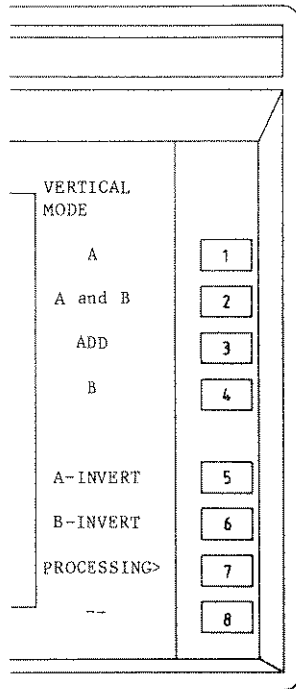 VERTICAL
MODE
A 1
A and B 2
ADD 3
B 4
A-INVERT 5
B-INVERT 6
PROCESSING> 7
-- 8